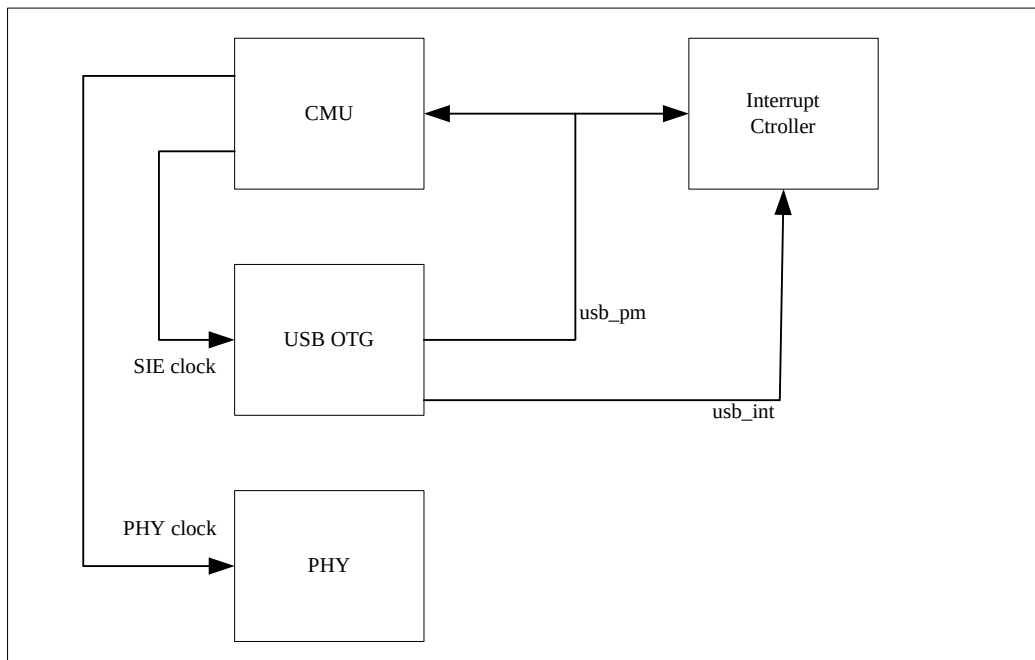 CMU
Interrupt
Ctroller
usb_pm
USB OTG
SIE clock
usb_int
PHY clock
PHY